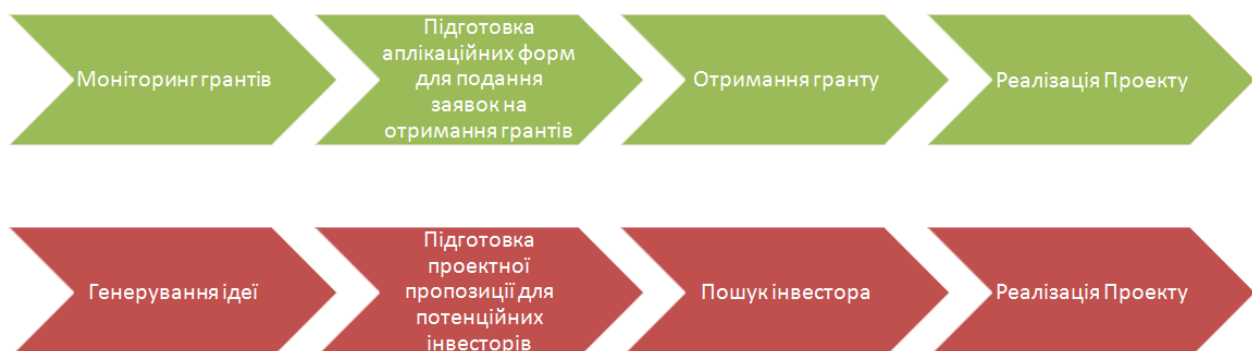 Моніторинг грантів
Підготовка
аплікаційних форм
для подання
заявок на
отримання грантів
Отримання гранту
Реалізація Проекту
Генерування ідеї
Підготовка
проектної
пропозиції для
потенційних
інвесторів
Пошук інвестора
Реалізація Проекту